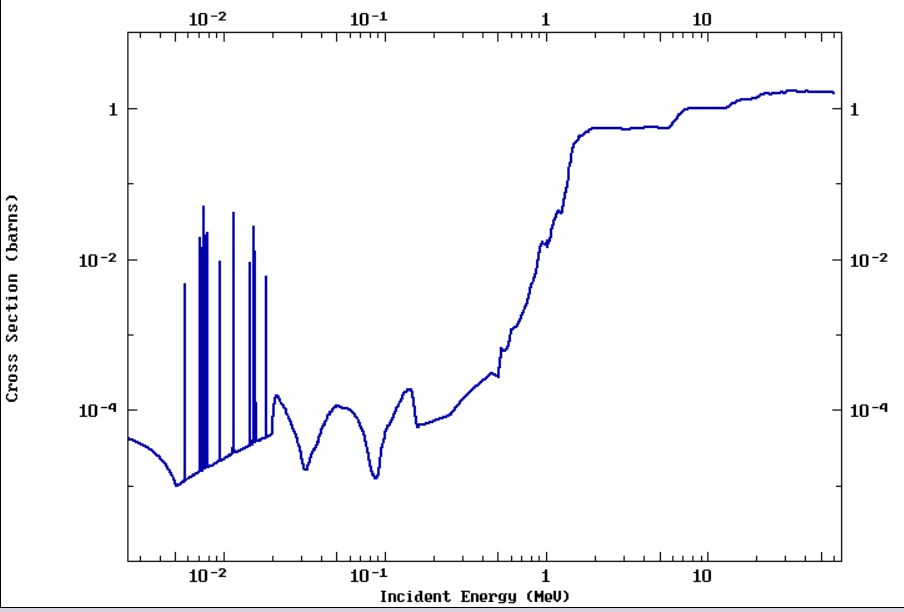 10⁻² 10⁻¹ 1 10
1 1
10⁻² 10⁻²
10⁻⁴ 10⁻⁴
Cross Section (barns)
10⁻² 10⁻¹ 1 10
Incident Energy (MeV)